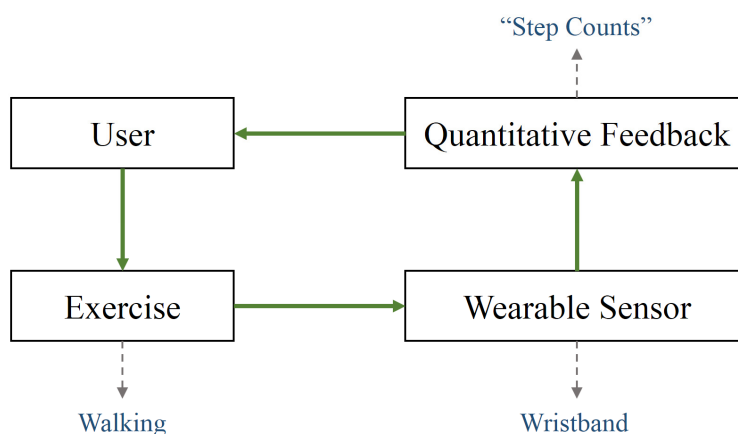 “Step Counts”
User
Quantitative Feedback
Exercise
Wearable Sensor
Walking
Wristband